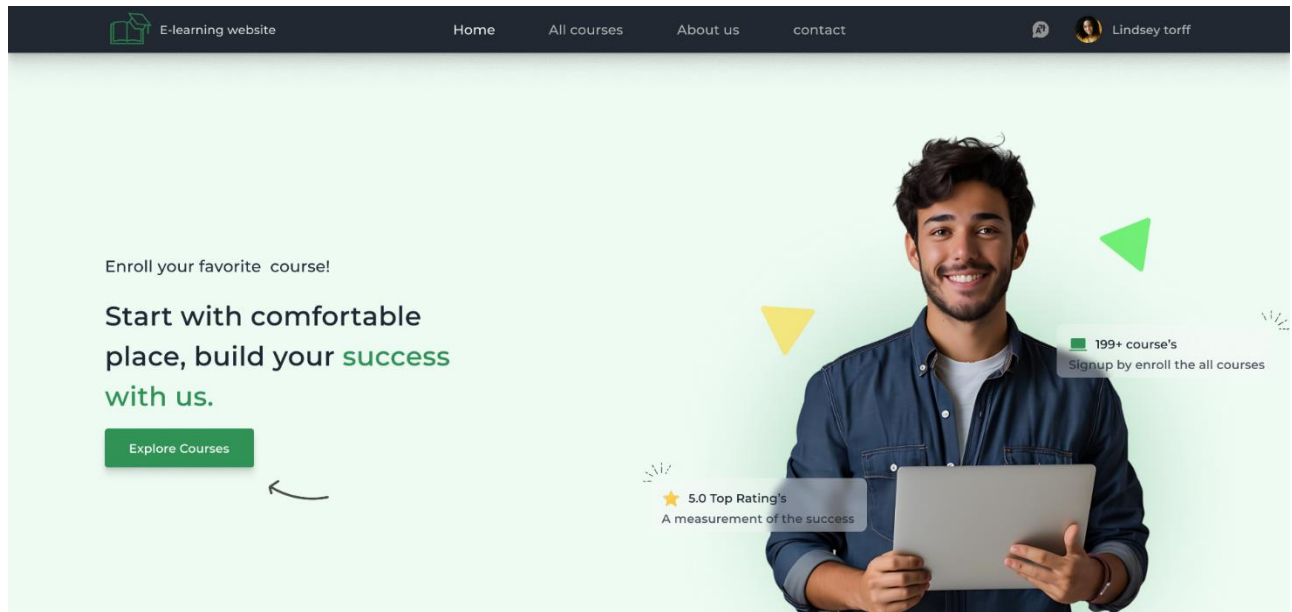 E-learning website
Home
All courses
About us
contact
Lindsey torff
Enroll your favorite course!
Start with comfortable
place, build your success
with us.
Explore Courses
199+ course's
Signup by enroll the all courses
5.0 Top Rating's
A measurement of the success